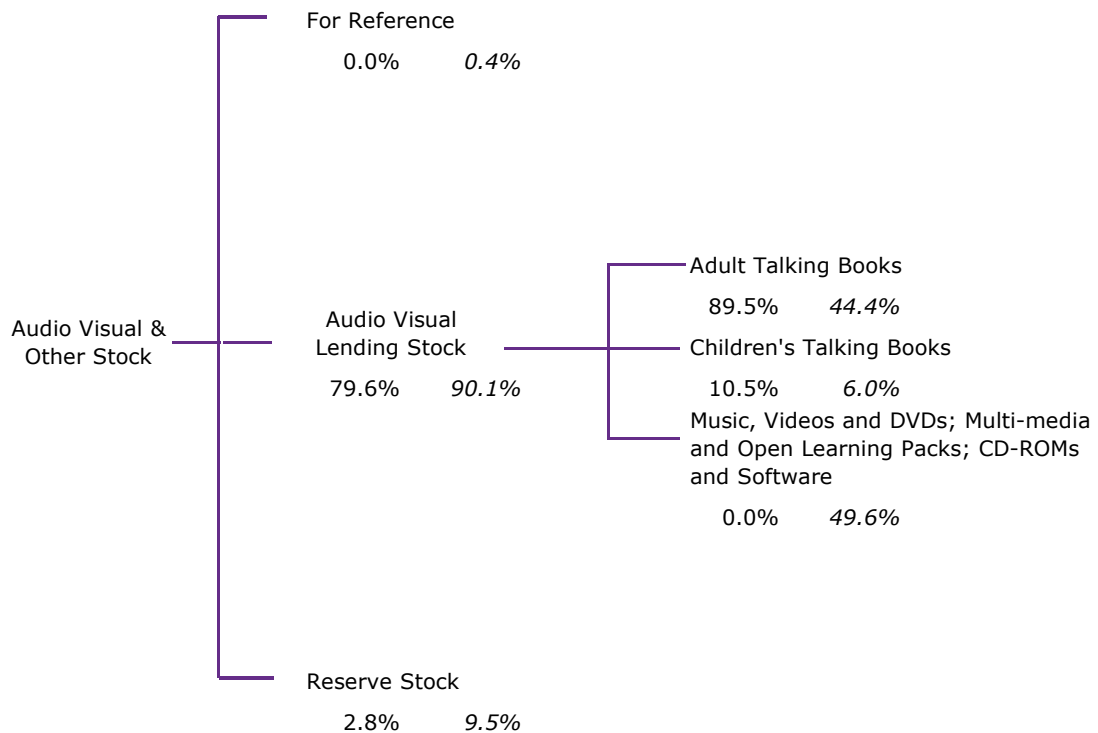 For Reference
0.0% 0.4%
Audio Visual &
Other Stock
Audio Visual
Lending Stock
79.6% 90.1%
Adult Talking Books
89.5% 44.4%
Children's Talking Books
10.5% 6.0%
Music, Videos and DVDs; Multi-media
and Open Learning Packs; CD-ROMs
and Software
0.0% 49.6%
Reserve Stock
2.8% 9.5%